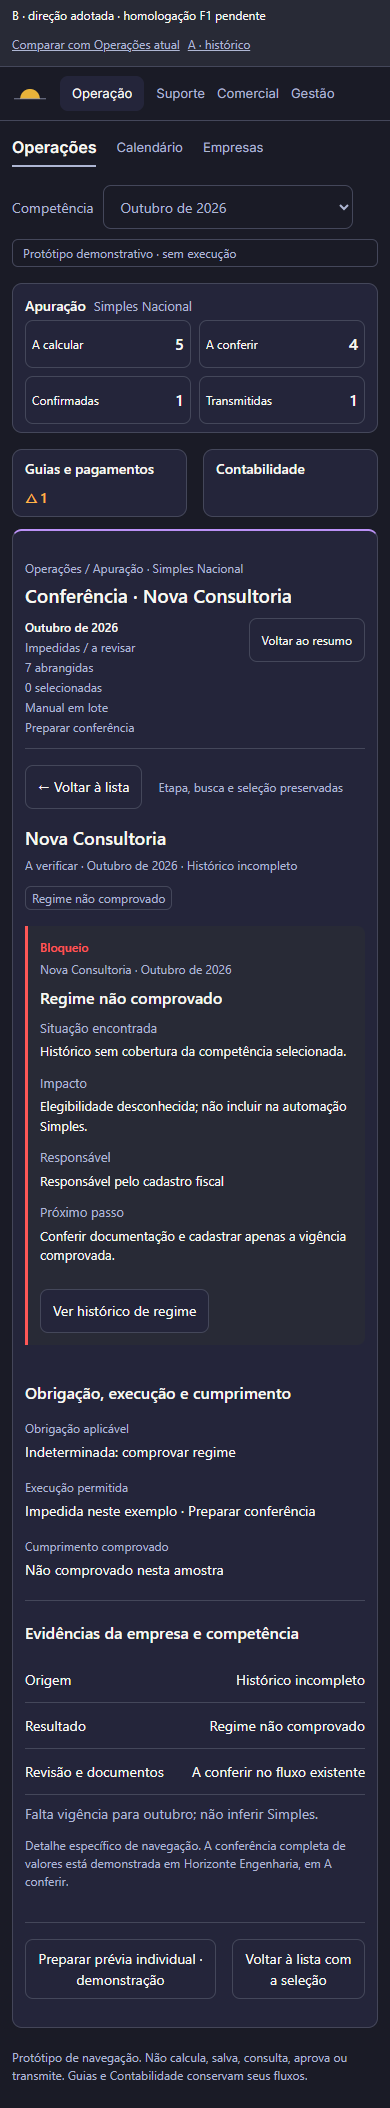 B · direção adotada · homologação F1 pendente
Comparar com Operações atual A · histórico
Operação Suporte Comercial Gestão
Operações Calendário Empresas
Competência Outubro de 2026
Protótipo demonstrativo · sem execução
Apuração Simples Nacional
A calcular 5 A conferir 4
Confirmadas 1 Transmitidas 1
Guias e pagamentos Contabilidade
△ 1
Operações / Apuração · Simples Nacional
Conferência · Nova Consultoria
Outubro de 2026
Impedidas / a revisar
7 abrangidas
0 selecionadas
Manual em lote
Preparar conferência
Voltar ao resumo
← Voltar à lista Etapa, busca e seleção preservadas
Nova Consultoria
A verificar · Outubro de 2026 · Histórico incompleto
Regime não comprovado
Bloqueio
Nova Consultoria · Outubro de 2026
Regime não comprovado
Situação encontrada
Histórico sem cobertura da competência selecionada.
Impacto
Elegibilidade desconhecida; não incluir na automação
Simples.
Responsável
Responsável pelo cadastro fiscal
Próximo passo
Conferir documentação e cadastrar apenas a vigência
comprovada.
Ver histórico de regime
Obrigação, execução e cumprimento
Obrigação aplicável
Indeterminada: comprovar regime
Execução permitida
Impedida neste exemplo · Preparar conferência
Cumprimento comprovado
Não comprovado nesta amostra
Evidências da empresa e competência
Origem Histórico incompleto
Resultado Regime não comprovado
Revisão e documentos A conferir no fluxo existente
Falta vigência para outubro; não inferir Simples.
Detalhe específico de navegação. A conferência completa de
valores está demonstrada em Horizonte Engenharia, em A
conferir.
Preparar prévia individual ·
demonstração
Voltar à lista com
a seleção
Protótipo de navegação. Não calcula, salva, consulta, aprova ou
transmite. Guias e Contabilidade conservam seus fluxos.